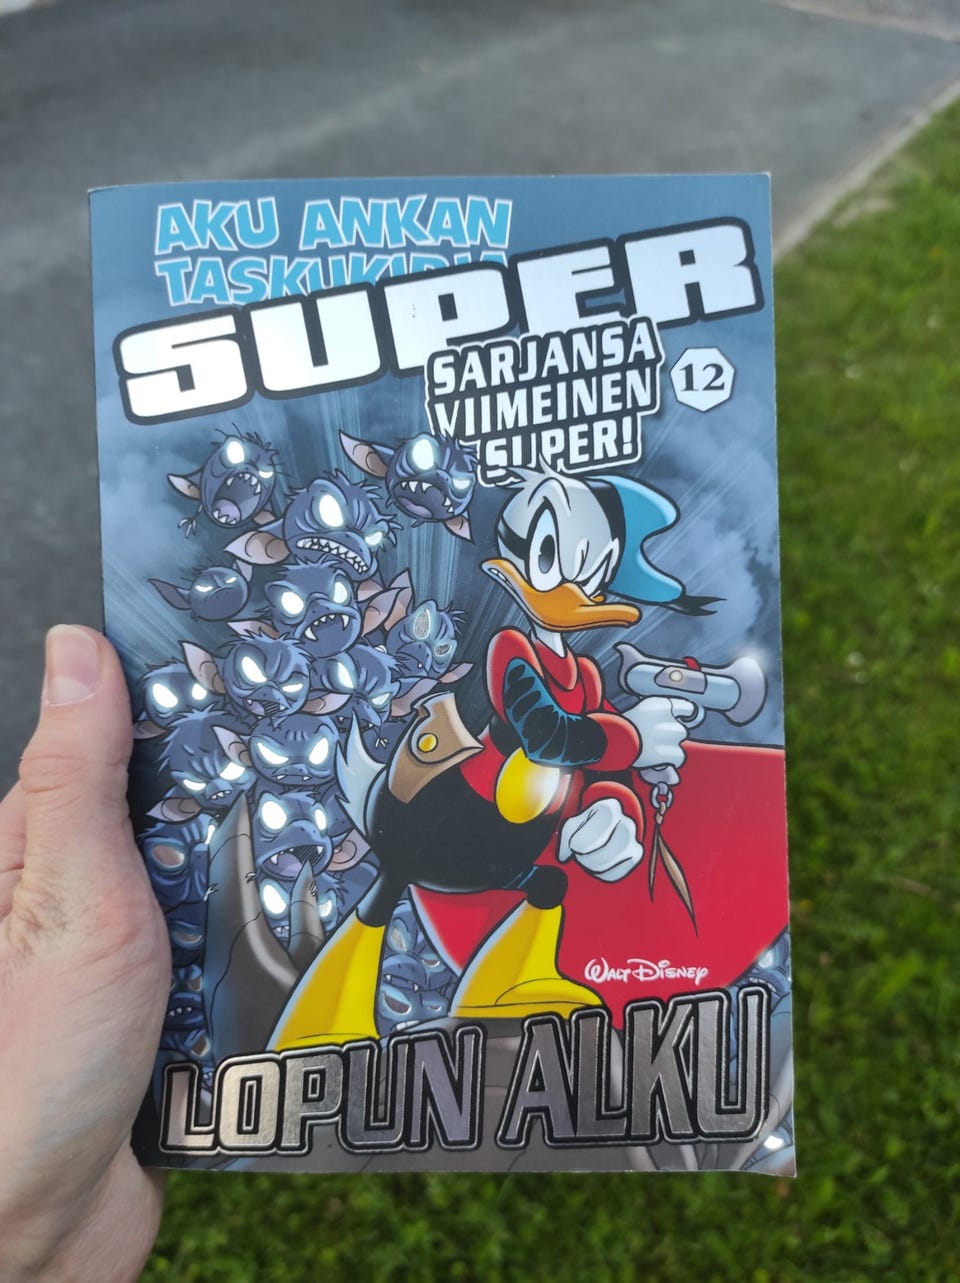 AKU ANKAN
TASKUKIRJA
SUPER
SARJANSA
VIIMEINEN
SUPER!
12
WALT DISNEY
LOPUN ALKU